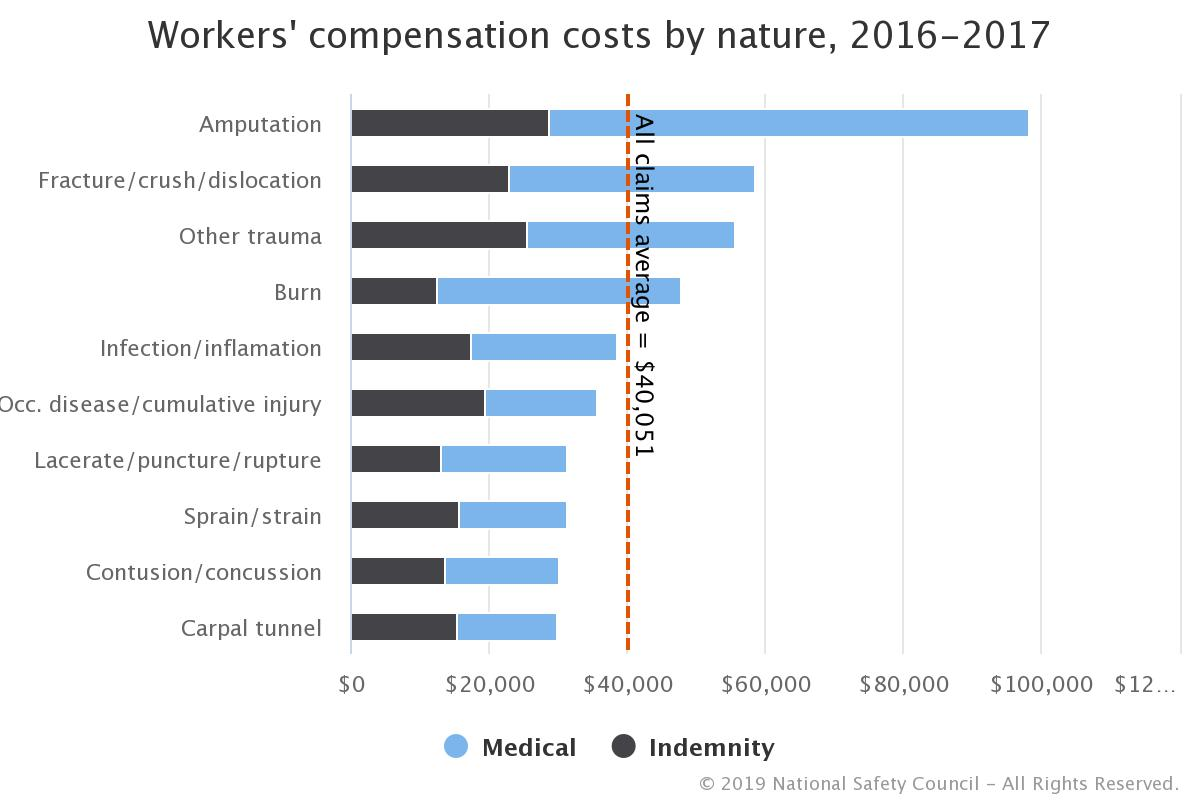 Workers' compensation costs by nature, 2016–2017
Amputation
Fracture/crush/dislocation
Other trauma
Burn
Infection/inflamation
Occ. disease/cumulative injury
Lacerate/puncture/rupture
Sprain/strain
Contusion/concussion
Carpal tunnel
All claims average = $40,051
$0 $20,000 $40,000 $60,000 $80,000 $100,000 $12...
Medical Indemnity
© 2019 National Safety Council – All Rights Reserved.